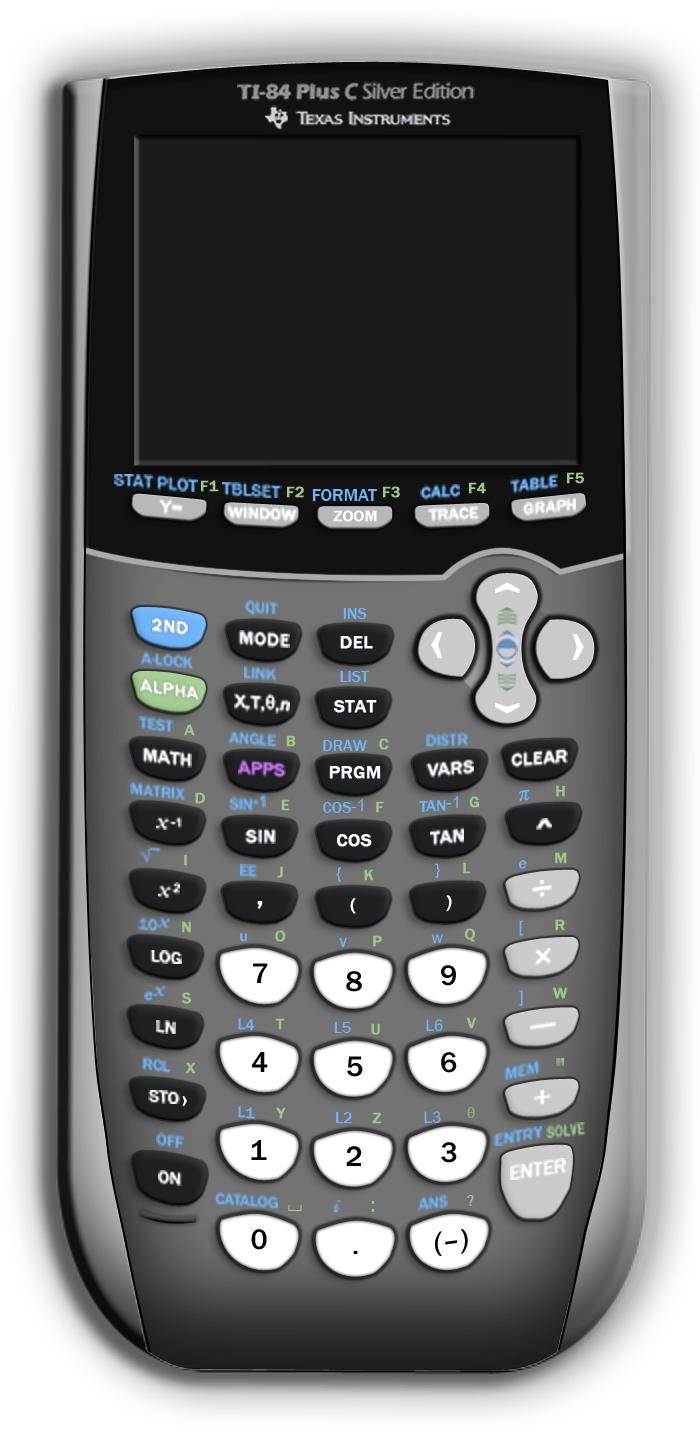 TI-84 Plus C Silver Edition
TEXAS INSTRUMENTS
STAT PLOT F1 TBLSET F2 FORMAT F3 CALC F4 TABLE F5
Y= WINDOW ZOOM TRACE GRAPH
QUIT INS
2ND MODE DEL
A-LOCK LINK LIST
ALPHA X,T,θ,n STAT
TEST A ANGLE B DRAW C DISTR
MATH APPS PRGM VARS CLEAR
MATRIX D SIN-1 E COS-1 F TAN-1 G π H
x-1 SIN COS TAN ^
√‾ I EE J { K } L e M
x² , ( ) ÷
10x N u O v P w Q [ R
LOG 7 8 9 ×
ex S L4 T L5 U L6 V ] W
LN 4 5 6 —
RCL X L1 Y L2 Z L3 θ MEM "
STO› 1 2 3 +
OFF CATALOG ⎵ i : ANS ? ENTRY SOLVE
ON 0 . (–) ENTER